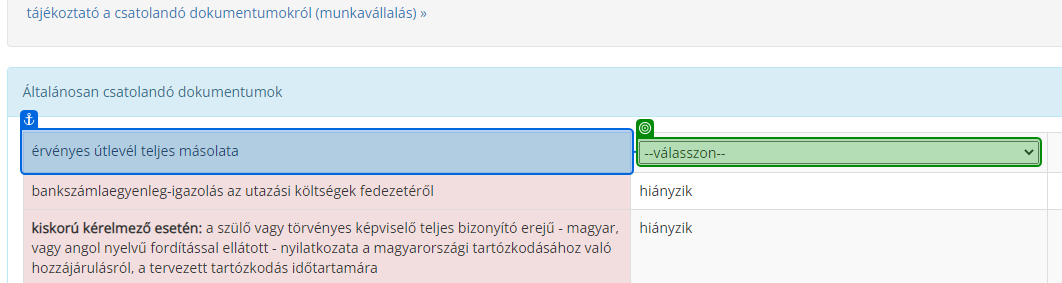 tájékoztató a csatolandó dokumentumokról (munkavállalás) »
Általánosan csatolandó dokumentumok
érvényes útlevél teljes másolata
--válasszon--
bankszámlaegyenleg-igazolás az utazási költségek fedezetéről
hiányzik
kiskorú kérelmező esetén: a szülő vagy törvényes képviselő teljes bizonyító erejű - magyar,
hiányzik
vagy angol nyelvű fordítással ellátott - nyilatkozata a magyarországi tartózkodásához való
hozzájárulásról, a tervezett tartózkodás időtartamára